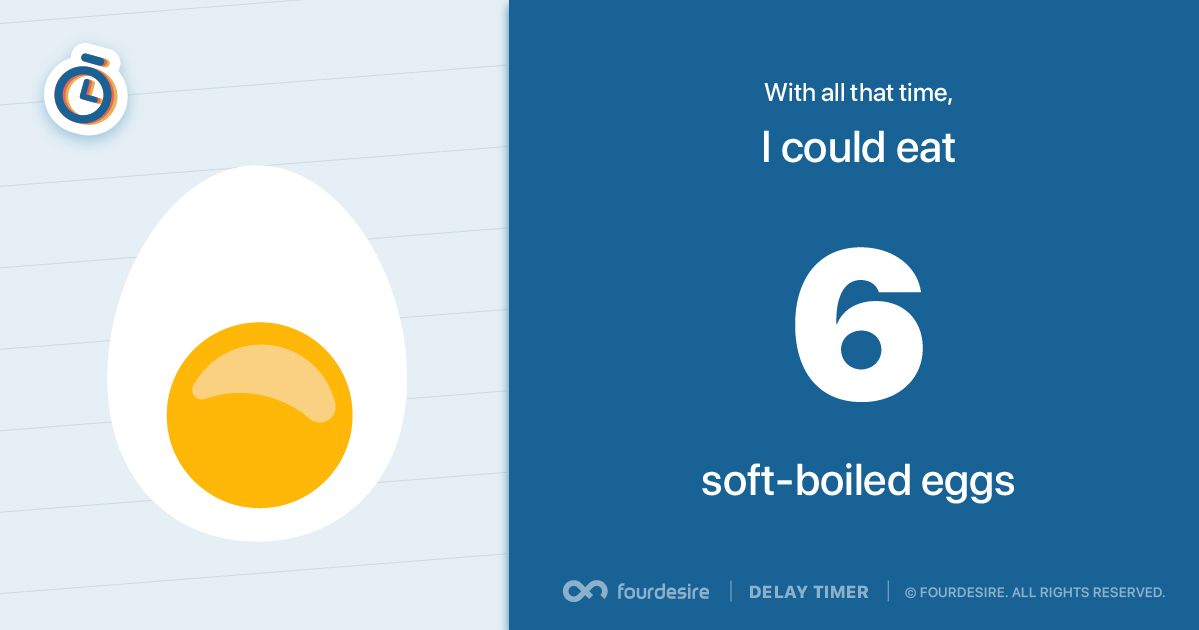 With all that time,
I could eat
6
soft-boiled eggs
fourdesire | DELAY TIMER | © FOURDESIRE. ALL RIGHTS RESERVED.